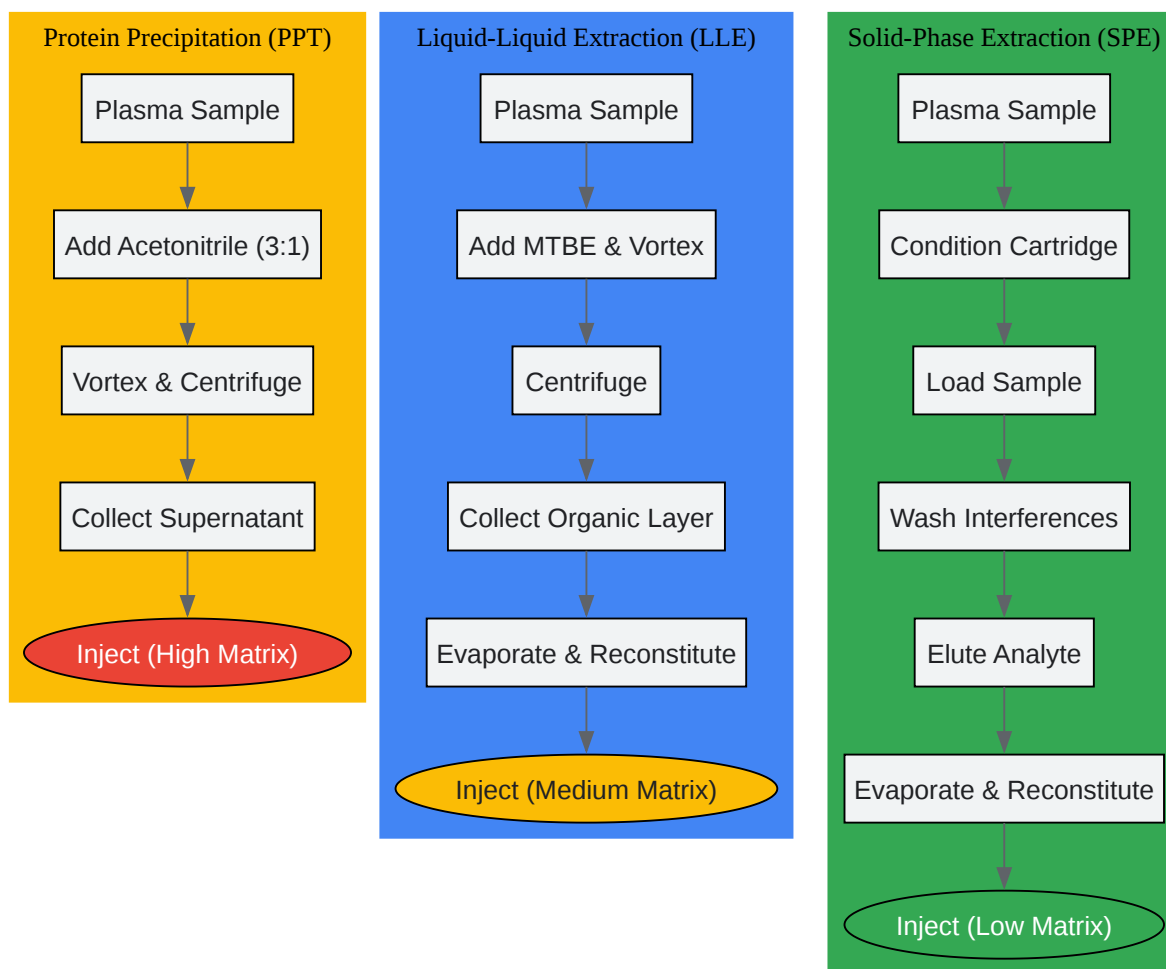 Protein Precipitation (PPT)
Plasma Sample
Add Acetonitrile (3:1)
Vortex & Centrifuge
Collect Supernatant
Inject (High Matrix)
Liquid-Liquid Extraction (LLE)
Plasma Sample
Add MTBE & Vortex
Centrifuge
Collect Organic Layer
Evaporate & Reconstitute
Inject (Medium Matrix)
Solid-Phase Extraction (SPE)
Plasma Sample
Condition Cartridge
Load Sample
Wash Interferences
Elute Analyte
Evaporate & Reconstitute
Inject (Low Matrix)